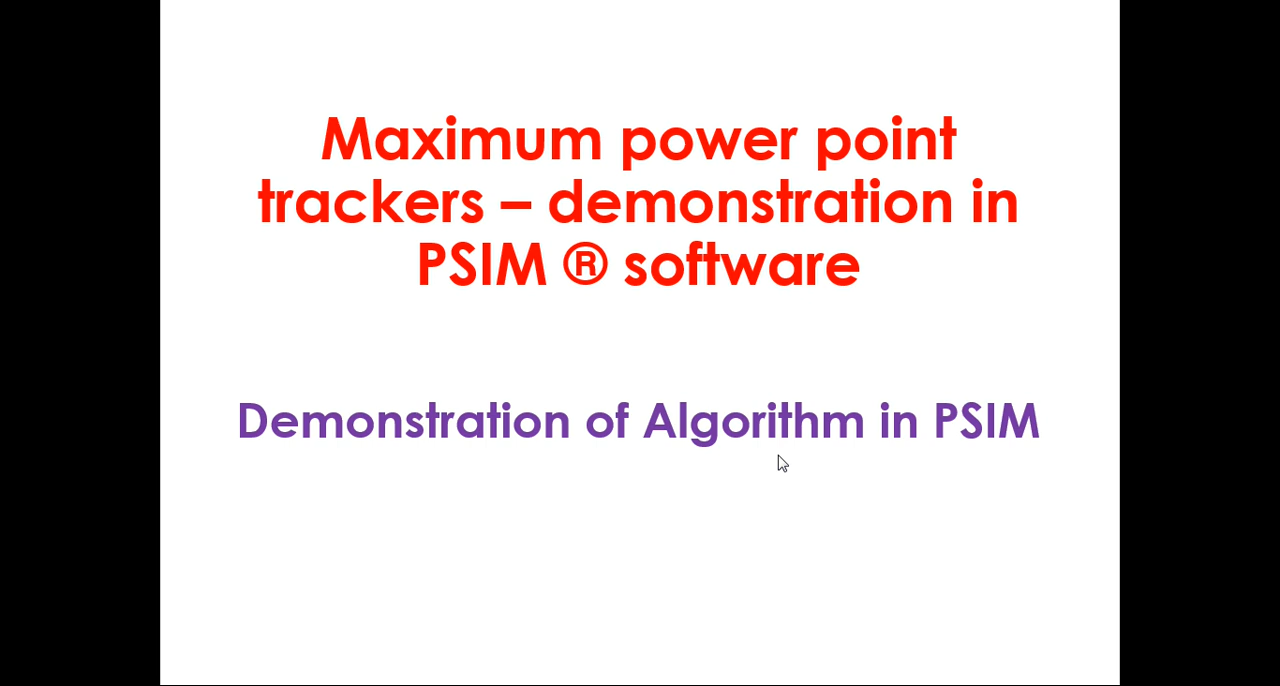 Maximum power point
trackers – demonstration in
PSIM ® software
Demonstration of Algorithm in PSIM